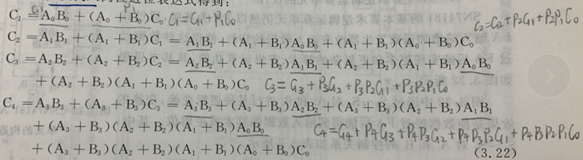 C₁ = A₀B₀ + (A₀ + B₀)C₀ C₁=G₁+P₁C₀
C₂=G₂+P₂G₁+P₂P₁C₀
C₂ = A₁B₁ + (A₁ + B₁)C₁ = A₁B₁ + (A₁ + B₁)A₀B₀ + (A₁ + B₁)(A₀ + B₀)C₀
C₃ = A₂B₂ + (A₂ + B₂)C₂ = A₂B₂ + (A₂ + B₂)A₁B₁ + (A₂ + B₂)(A₁ + B₁)A₀B₀
+ (A₂ + B₂)(A₁ + B₁)(A₀ + B₀)C₀ C₃=G₃+P₃G₂+P₃P₂G₁+P₃P₂P₁C₀
C₄ = A₃B₃ + (A₃ + B₃)C₃ = A₃B₃ + (A₃ + B₃)A₂B₂ + (A₃ + B₃)(A₂ + B₂)A₁B₁
+ (A₃ + B₃)(A₂ + B₂)(A₁ + B₁)A₀B₀ C₄=G₄+P₄G₃+P₄P₃G₂+P₄P₃P₂G₁+P₄P₃P₂P₁C₀
+ (A₃ + B₃)(A₂ + B₂)(A₁ + B₁)(A₀ + B₀)C₀ (3.22)